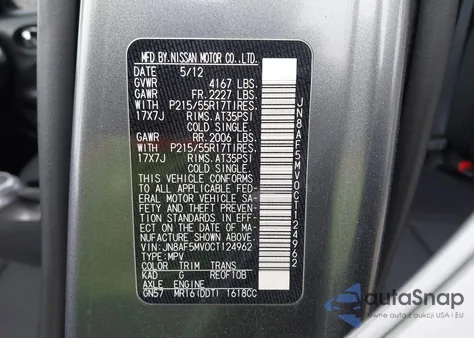 MFD BY. NISSAN MOTOR CO., LTD.
DATE 5/12
GVWR 4167 LBS.
GAWR FR. 2227 LBS.
WITH P215/55R17TIRES,
17X7J RIMS, AT35PSI
COLD SINGLE,
GAWR RR. 2006 LBS.
WITH P215/55R17TIRES,
17X7J RIMS, AT35PSI
COLD SINGLE,
THIS VEHICLE CONFORMS
TO ALL APPLICABLE FED-
ERAL MOTOR VEHICLE SA-
FETY AND THEFT PREVEN-
TION STANDARDS IN EFF-
ECT ON THE DATE OF MA-
NUFACTURE SHOWN ABOVE.
VIN: JN8AF5MV0CT124962
TYPE: MPV
COLOR TRIM TRANS
KAD G RE0F10B
AXLE ENGINE
GN57 MR16(DDT) 1618CC
JN8AF5MV0CT124962
autoSnap